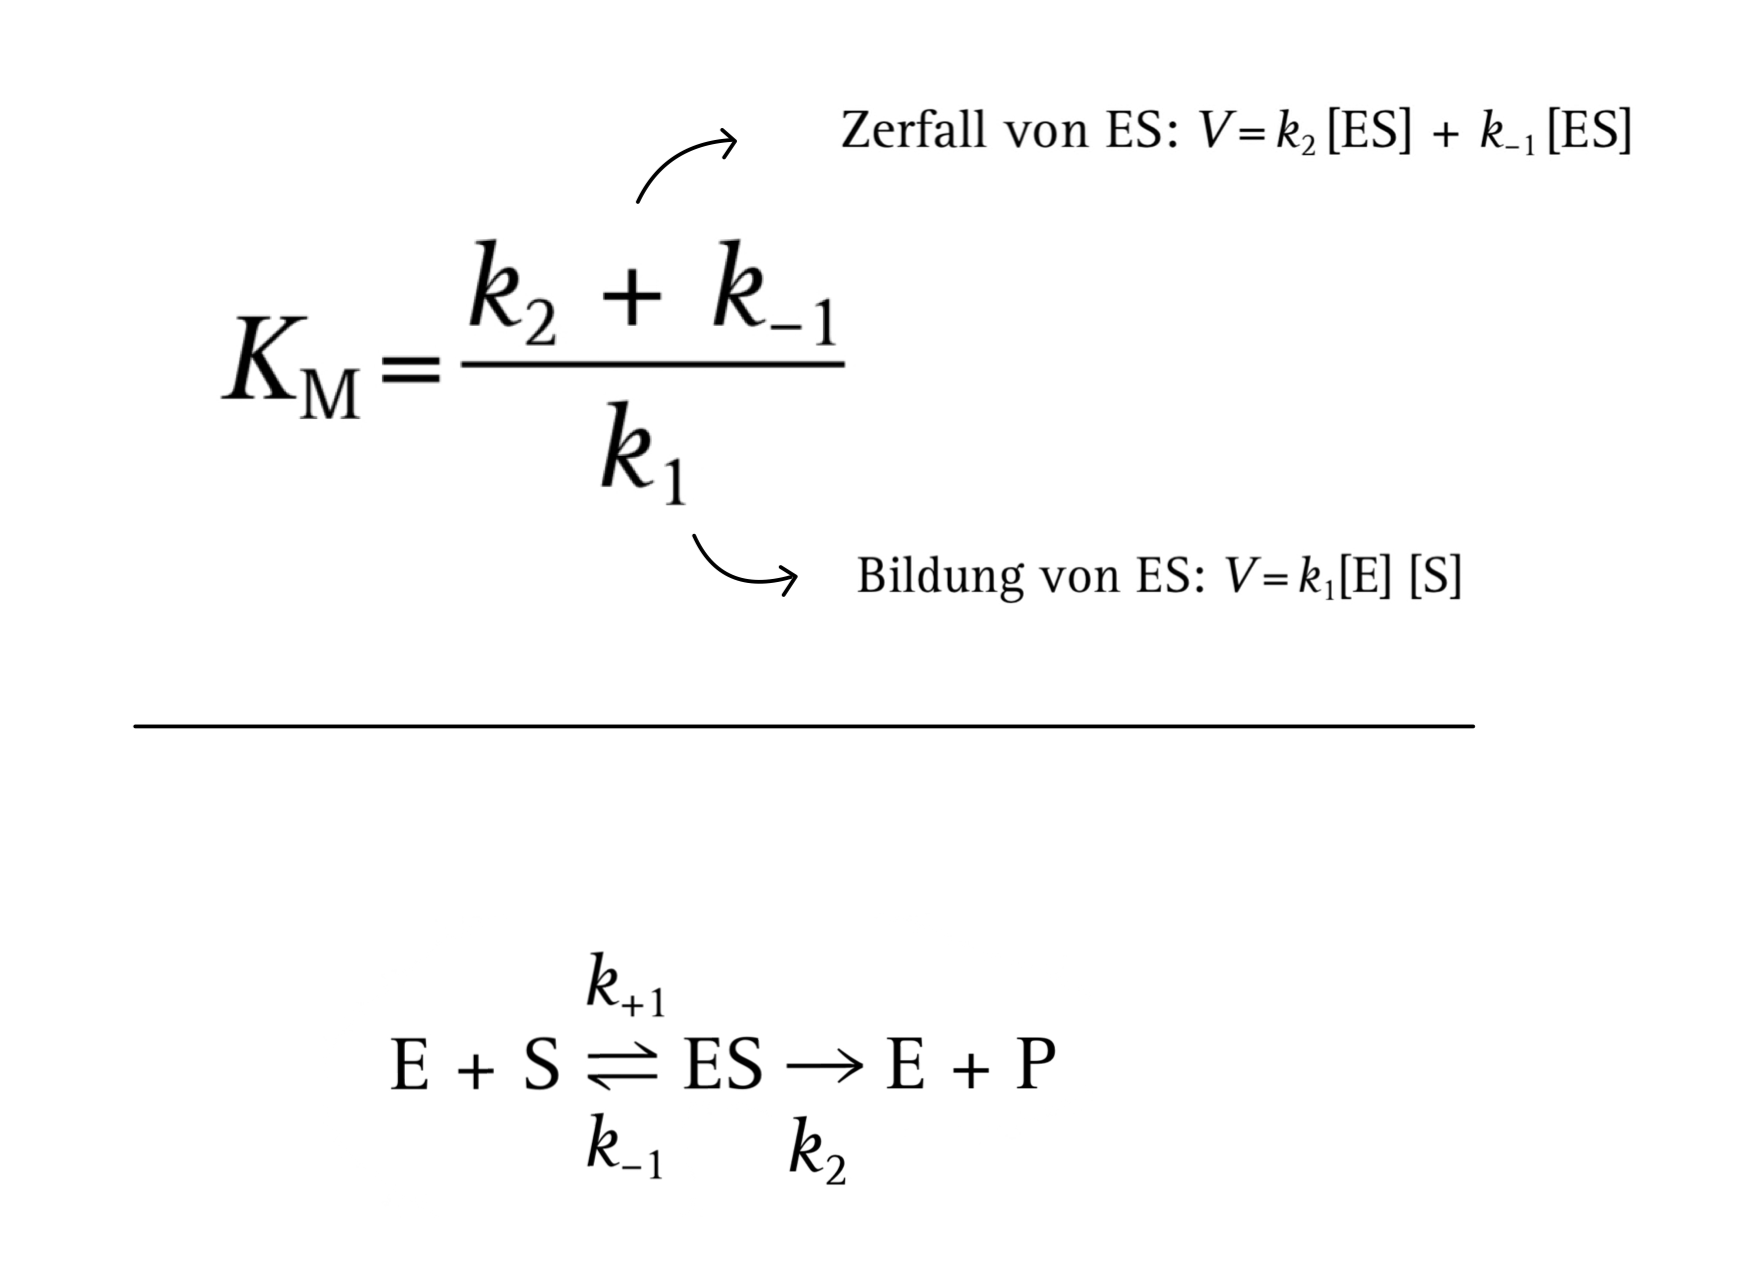 Zerfall von ES: V = k₂ [ES] + k₋₁ [ES]
K_M = (k₂ + k₋₁) / k₁
Bildung von ES: V = k₁[E] [S]
k₊₁
E + S ⇌ ES → E + P
k₋₁ k₂